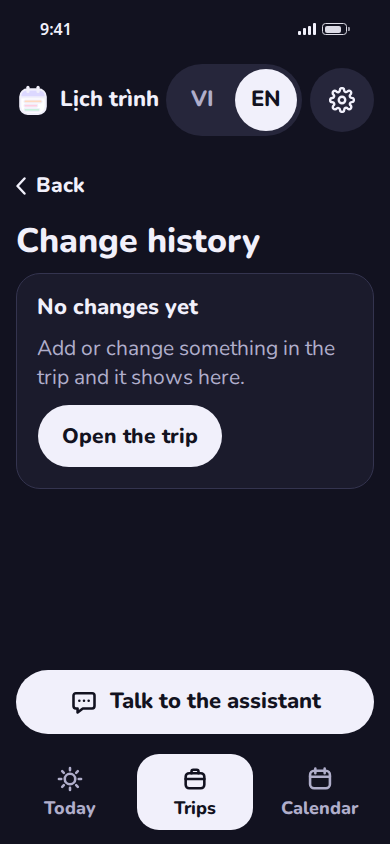 9:41
Lịch trình
VI
EN
Back
Change history
No changes yet
Add or change something in the
trip and it shows here.
Open the trip
Talk to the assistant
Today
Trips
Calendar